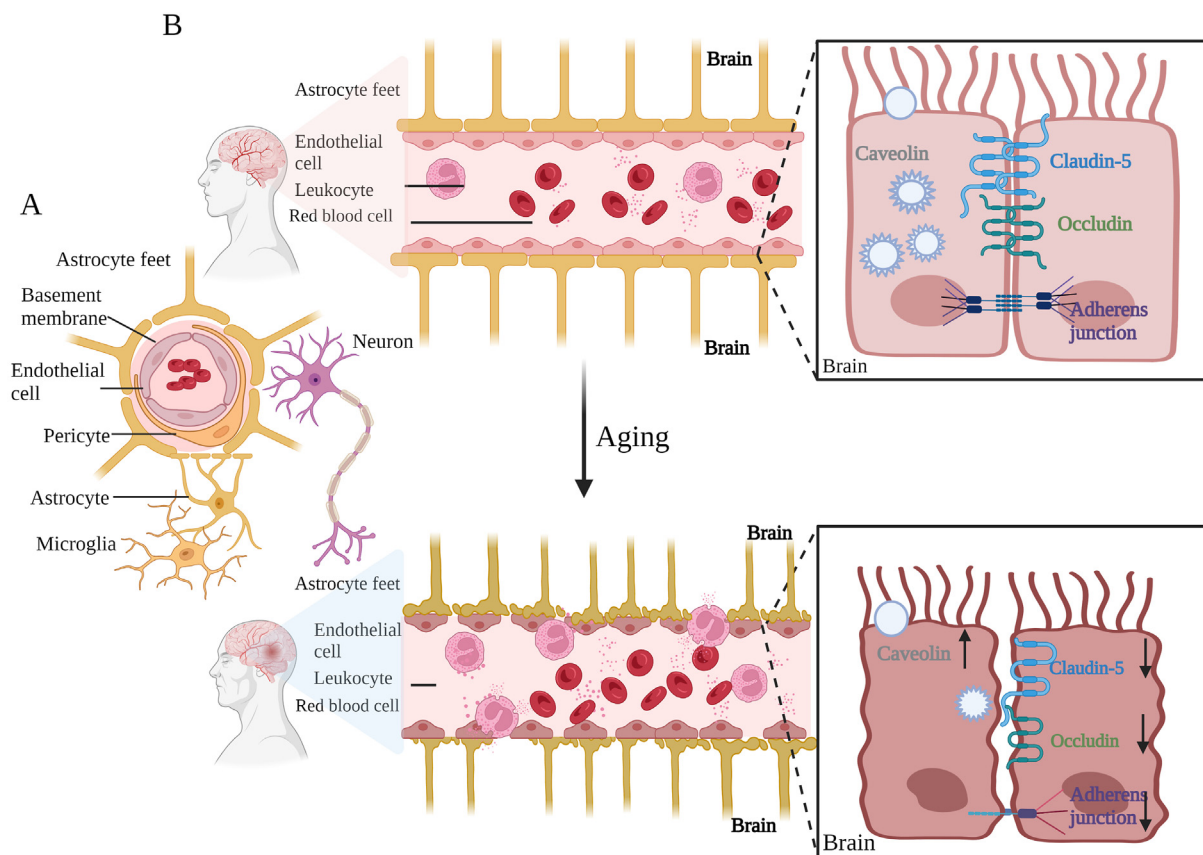 B
Brain
Astrocyte feet
Endothelial
cell
Leukocyte
Red blood cell
Brain
Caveolin
Claudin-5
Occludin
Adherens
junction
Brain
A
Astrocyte feet
Basement
membrane
Endothelial
cell
Pericyte
Astrocyte
Microglia
Neuron
Aging
Brain
Astrocyte feet
Endothelial
cell
Leukocyte
Red blood cell
Brain
Caveolin
Claudin-5
Occludin
Adherens
junction
Brain